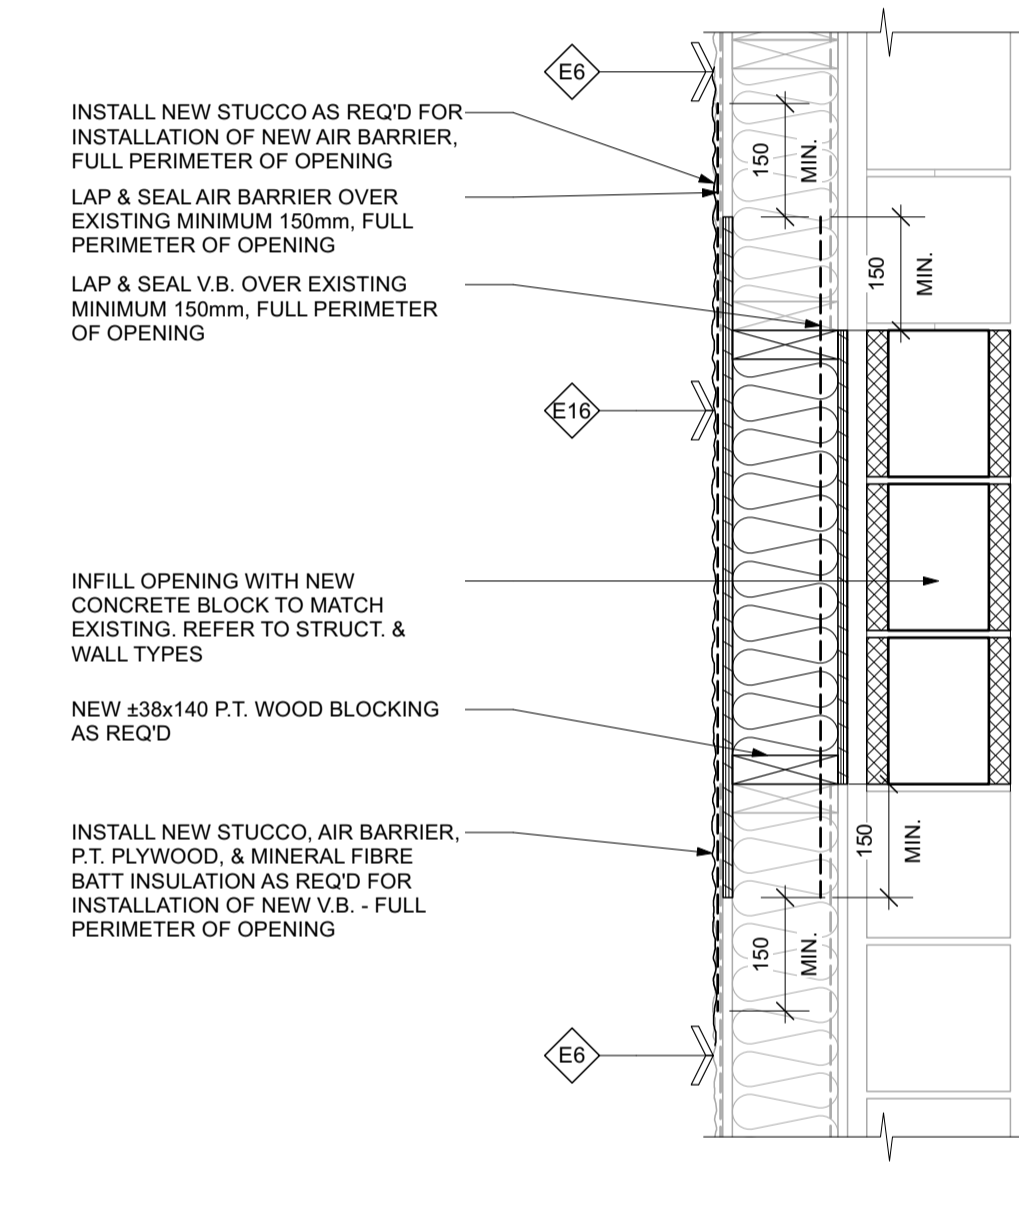 E6
INSTALL NEW STUCCO AS REQ'D FOR
INSTALLATION OF NEW AIR BARRIER,
FULL PERIMETER OF OPENING
LAP & SEAL AIR BARRIER OVER
EXISTING MINIMUM 150mm, FULL
PERIMETER OF OPENING
LAP & SEAL V.B. OVER EXISTING
MINIMUM 150mm, FULL PERIMETER
OF OPENING
150
MIN.
150
MIN.
E16
INFILL OPENING WITH NEW
CONCRETE BLOCK TO MATCH
EXISTING. REFER TO STRUCT. &
WALL TYPES
NEW ±38x140 P.T. WOOD BLOCKING
AS REQ'D
INSTALL NEW STUCCO, AIR BARRIER,
P.T. PLYWOOD, & MINERAL FIBRE
BATT INSULATION AS REQ'D FOR
INSTALLATION OF NEW V.B. - FULL
PERIMETER OF OPENING
150
MIN.
150
MIN.
E6